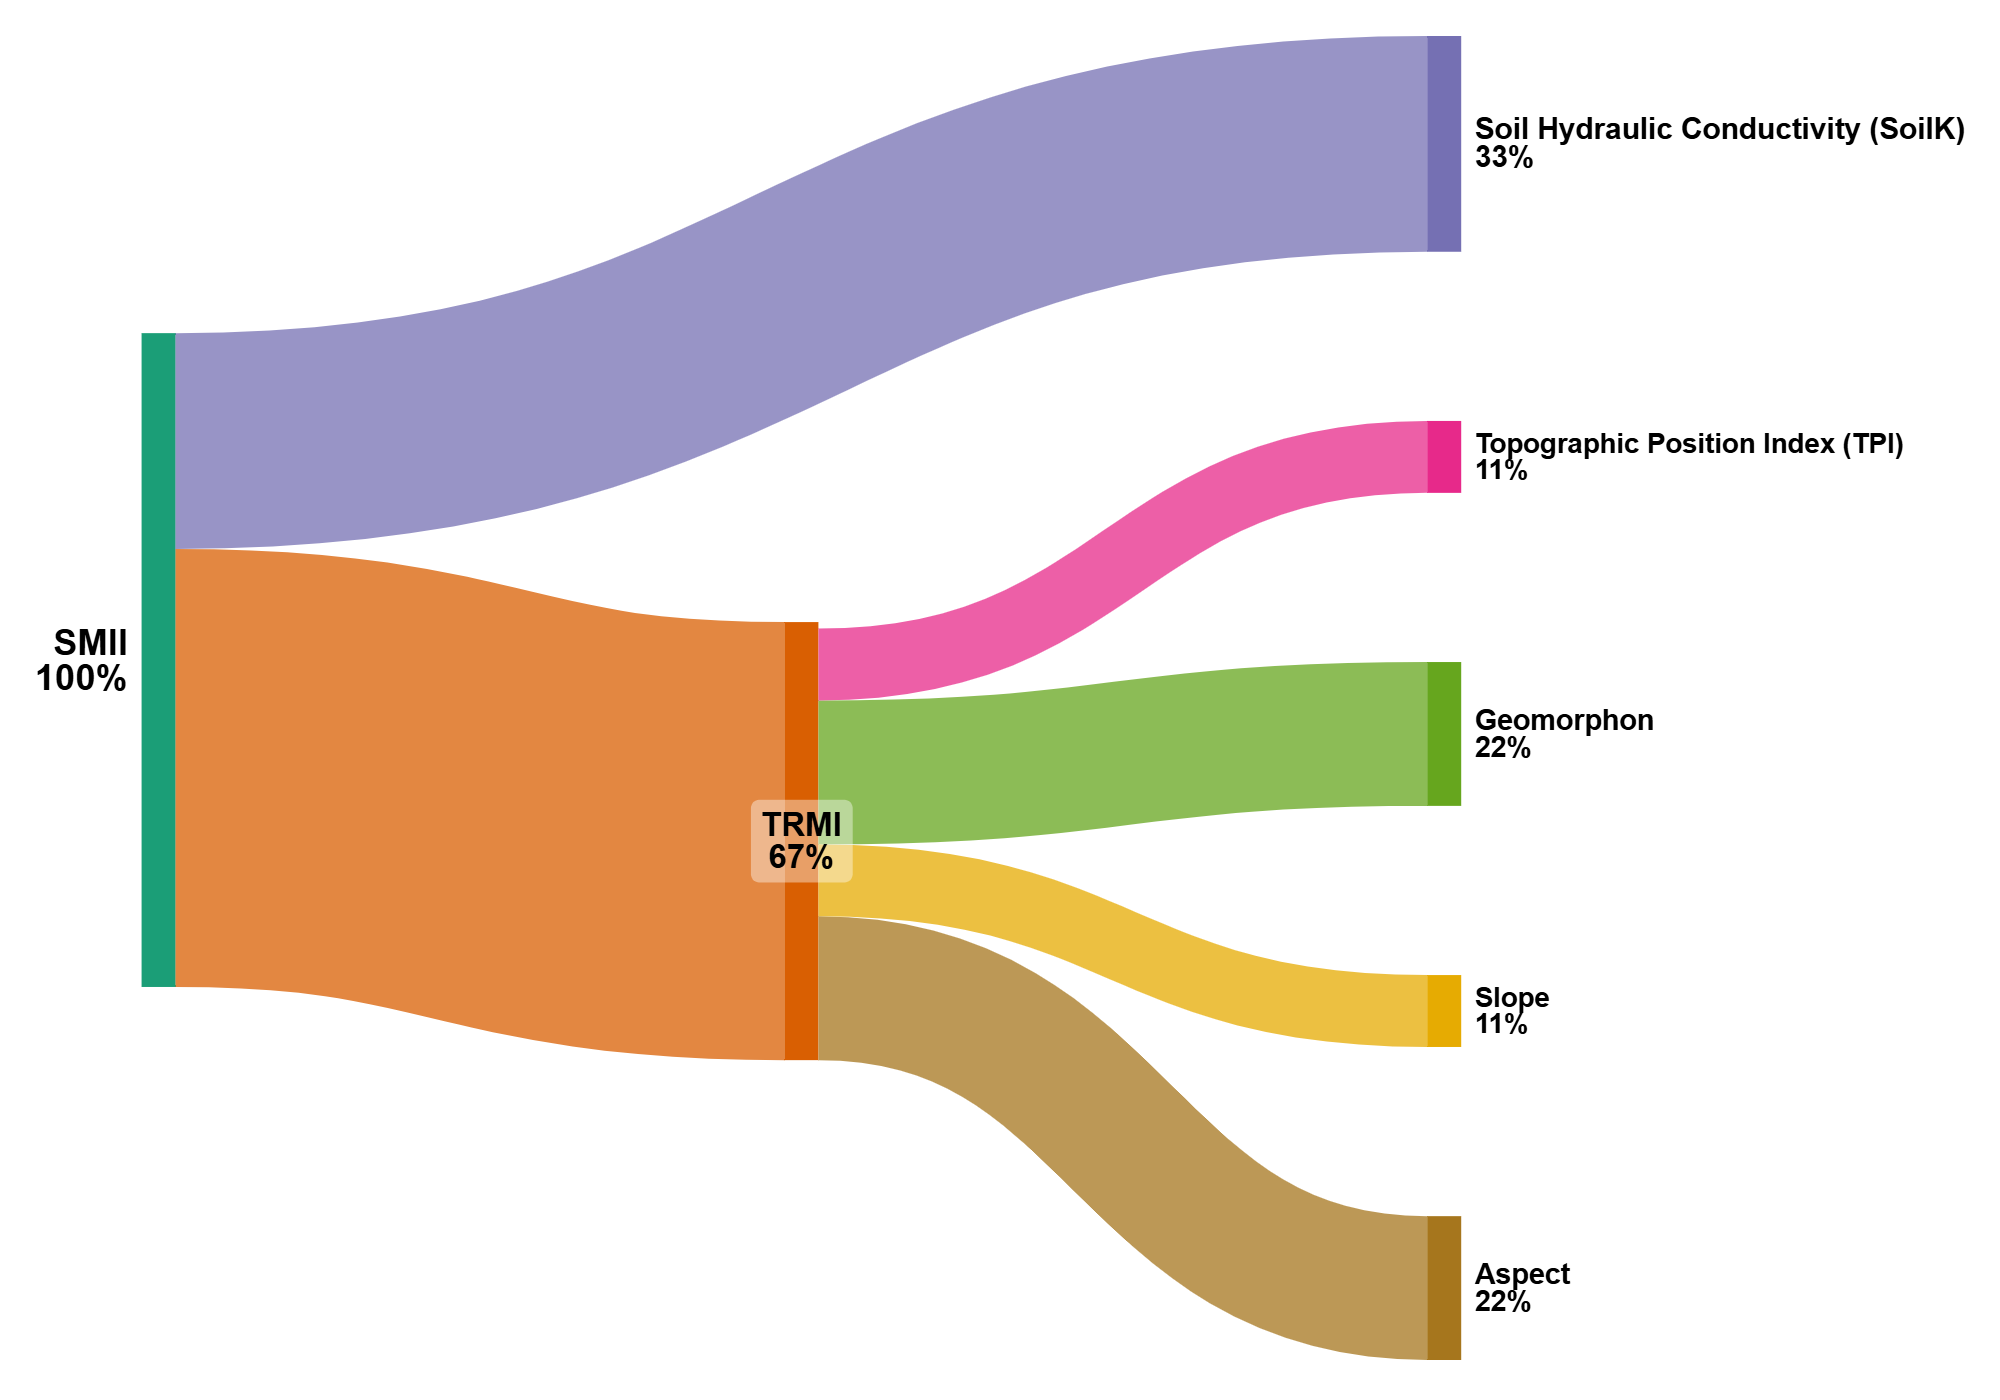 Soil Hydraulic Conductivity (SoilK)
33%
Topographic Position Index (TPI)
11%
SMII
100%
Geomorphon
22%
TRMI
67%
Slope
11%
Aspect
22%